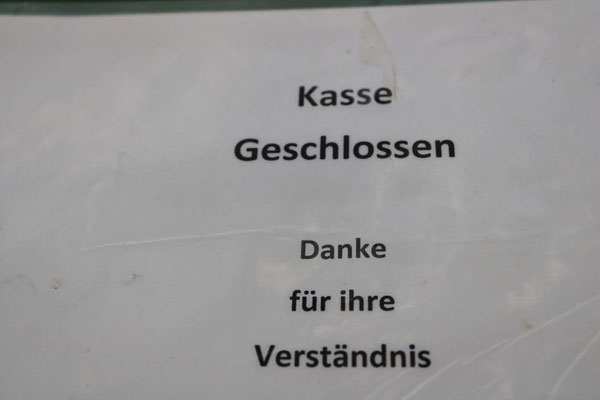 Kasse
Geschlossen
Danke
für ihre
Verständnis